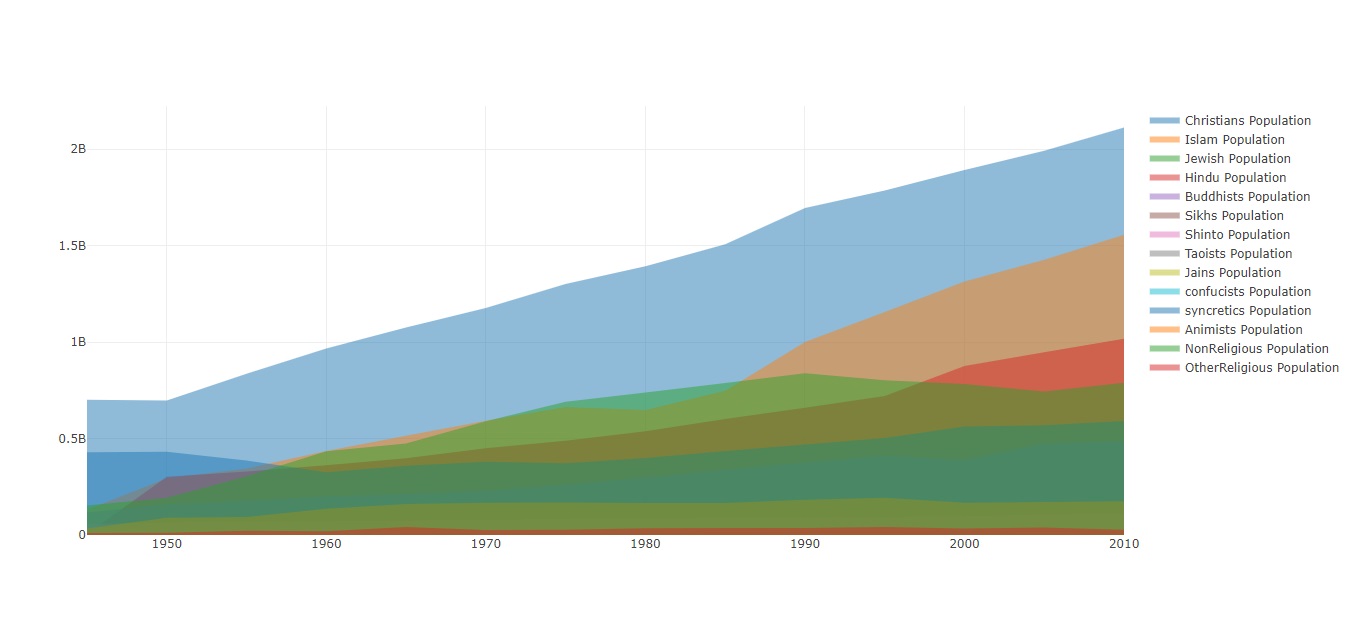 2B
1.5B
1B
0.5B
0
1950 1960 1970 1980 1990 2000 2010
Christians Population
Islam Population
Jewish Population
Hindu Population
Buddhists Population
Sikhs Population
Shinto Population
Taoists Population
Jains Population
confucists Population
syncretics Population
Animists Population
NonReligious Population
OtherReligious Population